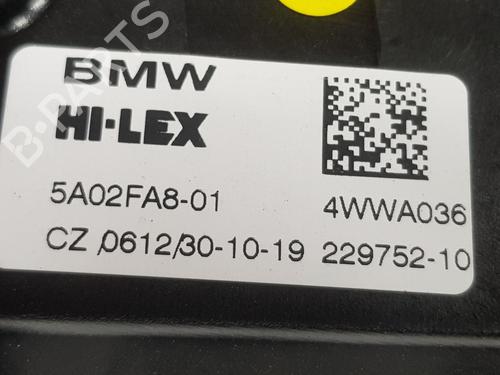 B-PARTS
BMW
HI-LEX
5A02FA8-01 4WWA036
CZ /0612/30-10-19 229752-10